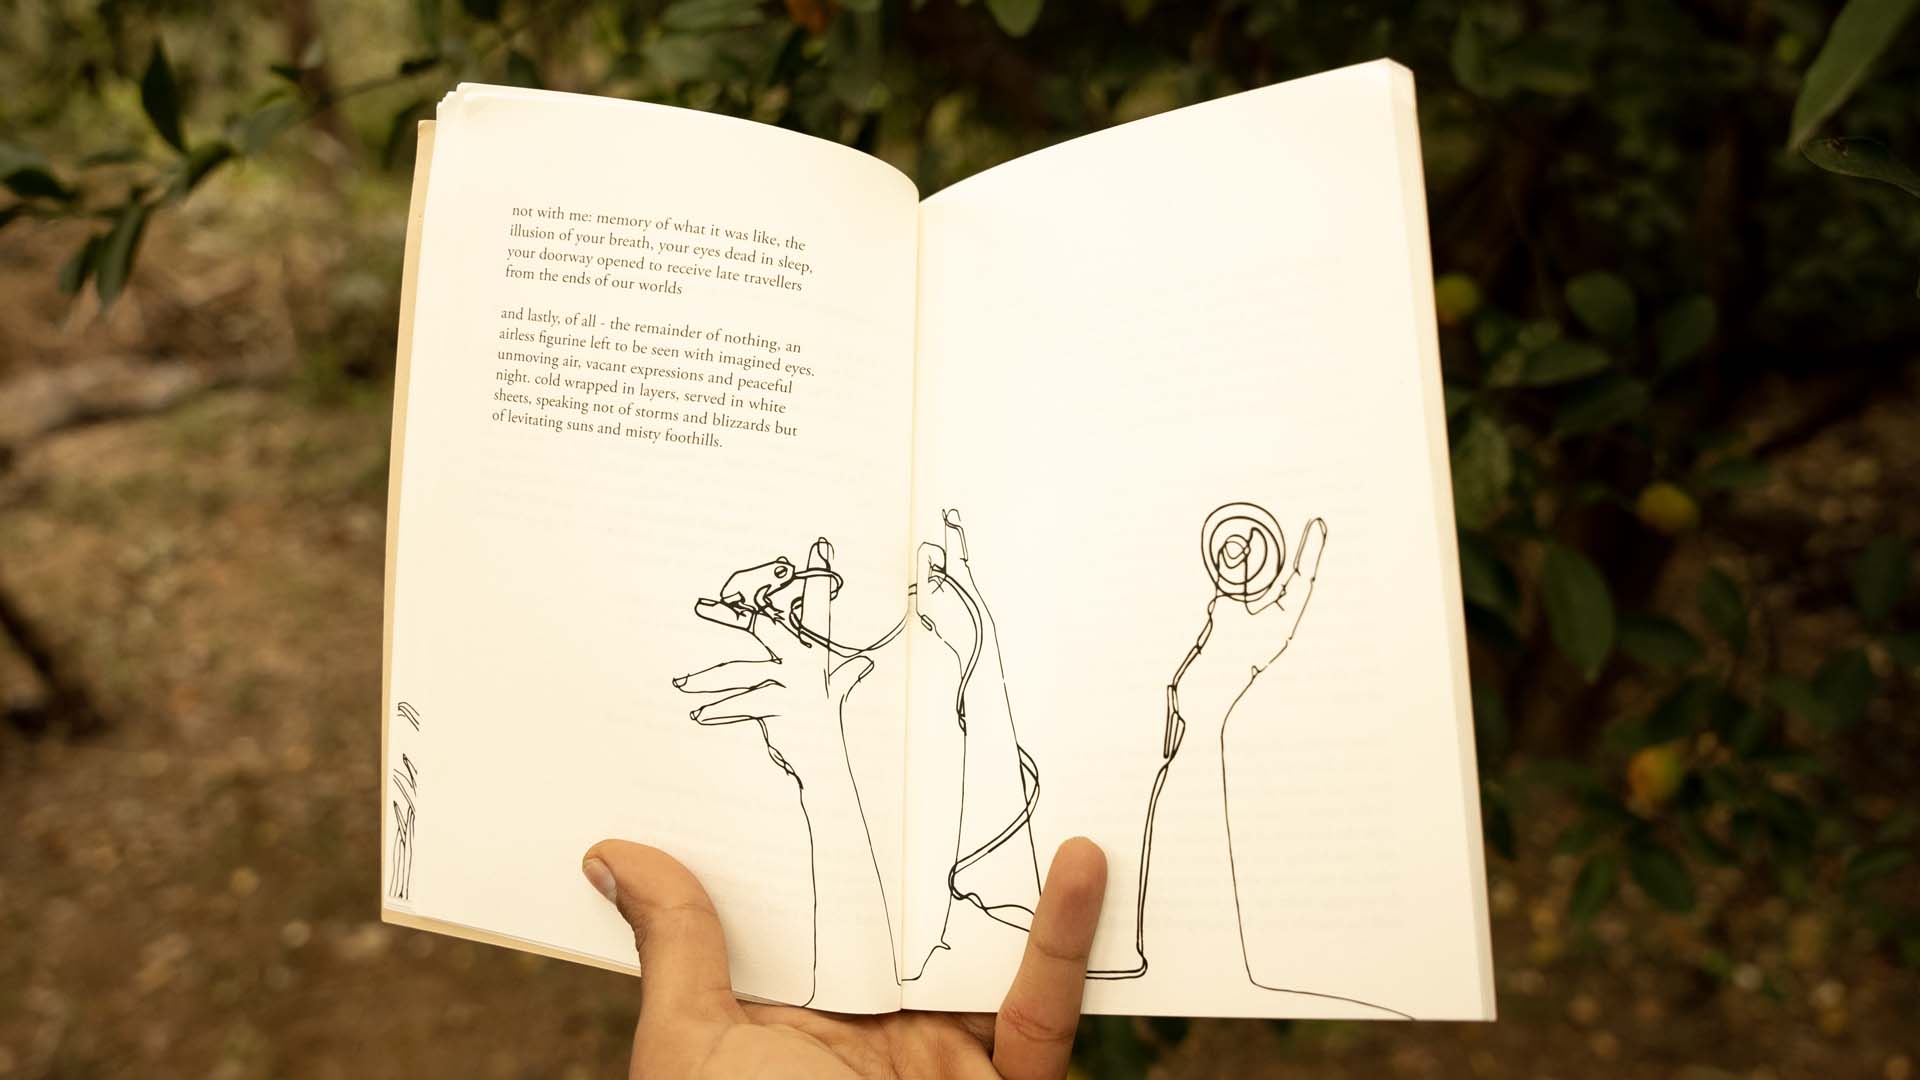 not with me: memory of what it was like, the
illusion of your breath, your eyes dead in sleep,
your doorway opened to receive late travellers
from the ends of our worlds
and lastly, of all - the remainder of nothing, an
airless figurine left to be seen with imagined eyes.
unmoving air, vacant expressions and peaceful
night. cold wrapped in layers, served in white
sheets, speaking not of storms and blizzards but
of levitating suns and misty foothills.